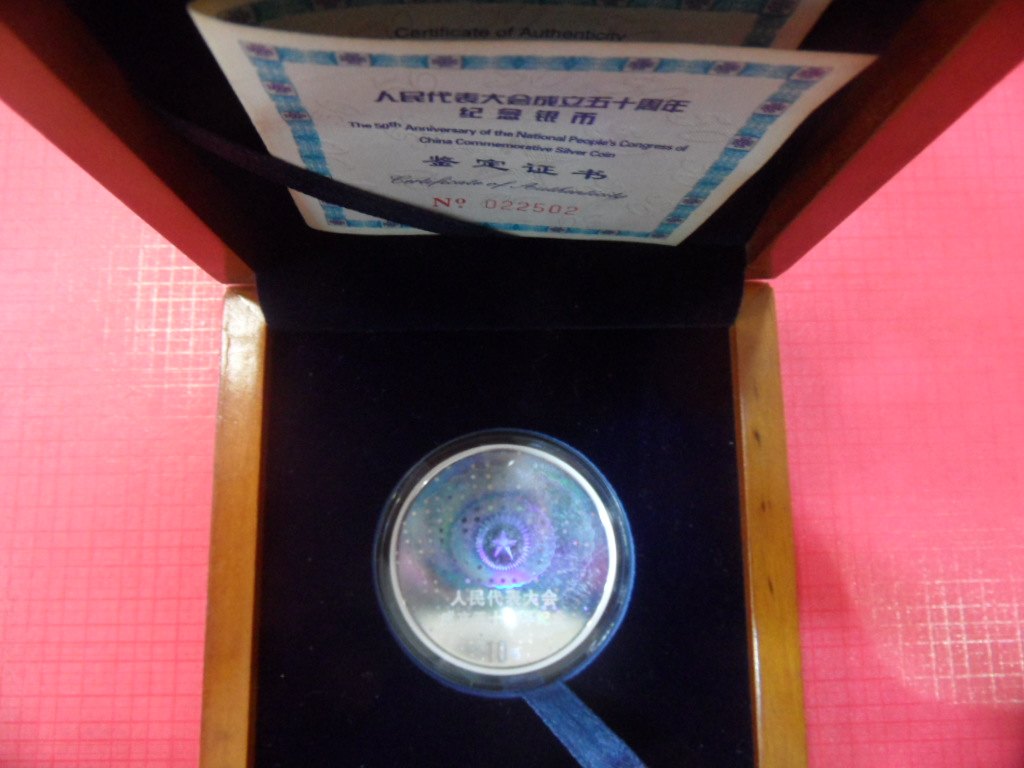 Certificate of Authenticity
人民代表大会成立五十周年
纪念银币
The 50th Anniversary of the National People's Congress of
China Commemorative Silver Coin
鉴定证书
Certificate of Authenticity
Nº 022502
人民代表大会
10